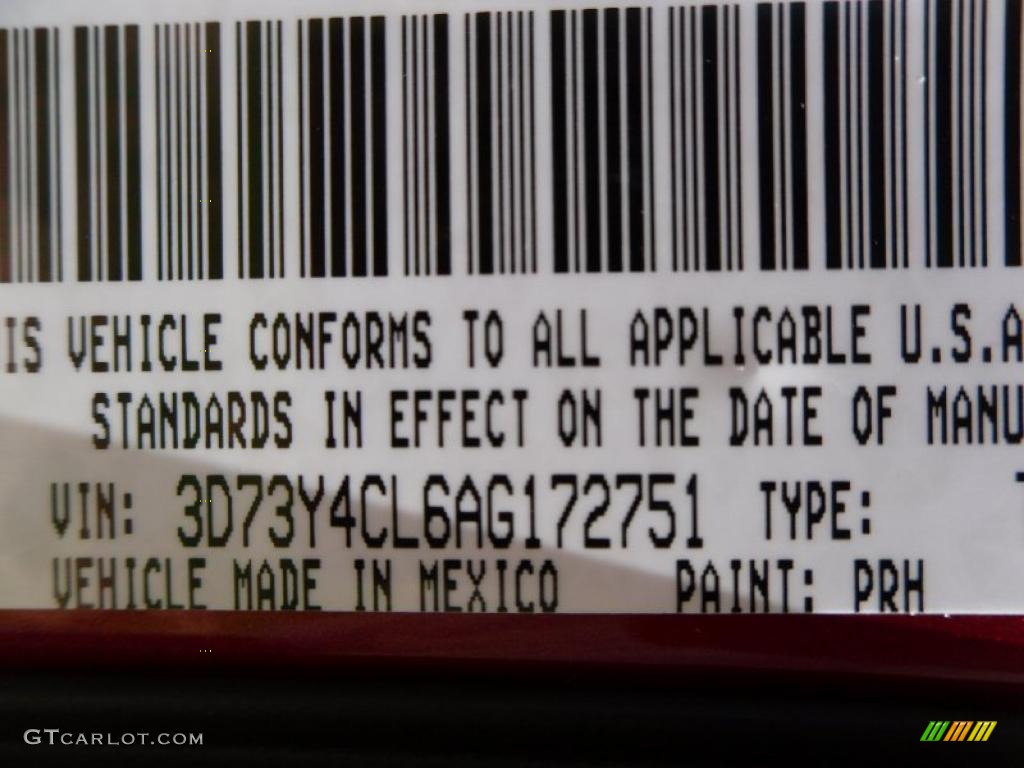 IS VEHICLE CONFORMS TO ALL APPLICABLE U.S.A
STANDARDS IN EFFECT ON THE DATE OF MANU
VIN: 3D73Y4CL6AG172751 TYPE:
VEHICLE MADE IN MEXICO PAINT: PRH
GTCARLOT.COM